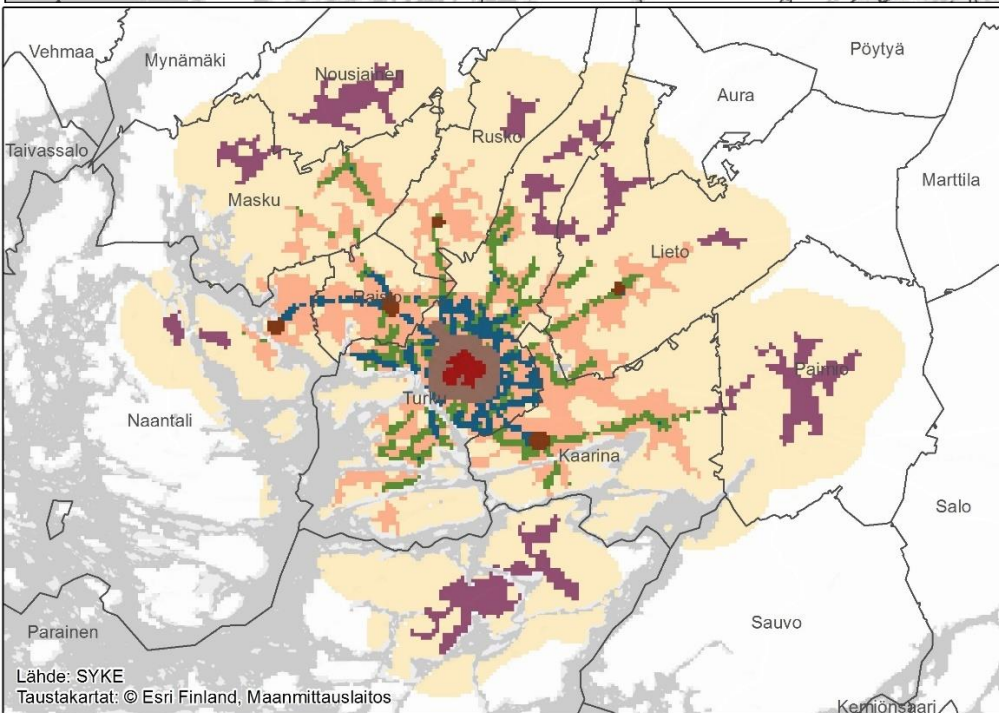 Vehmaa
Mynämäki
Pöytyä
Nousiainen
Aura
Rusko
Taivassalo
Marttila
Masku
Lieto
Raisio
Paimio
Turku
Naantali
Kaarina
Salo
Sauvo
Parainen
Lähde: SYKE
Taustakartat: © Esri Finland, Maanmittauslaitos
Kemiönsaari